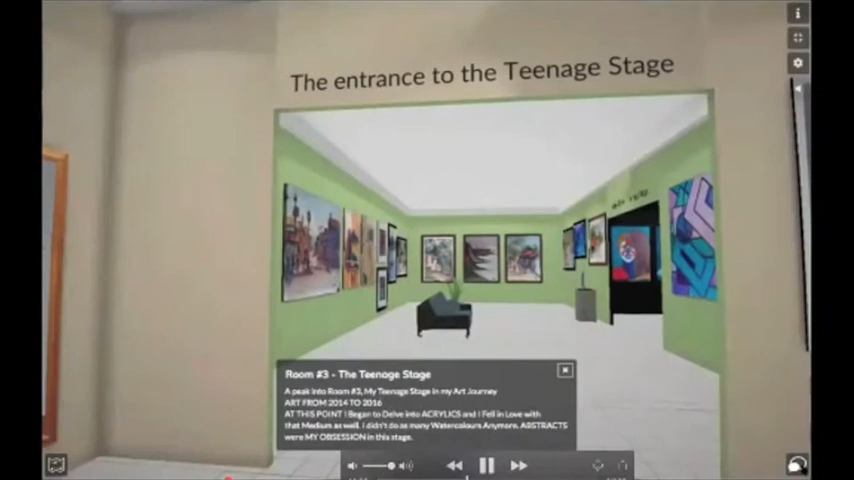 The entrance to the Teenage Stage
Room #3 - The Teenage Stage
A peak into Room #3, My Teenage Stage in my Art Journey
ART FROM 2014 TO 2016
AT THIS POINT I Began to Delve into ACRYLICS and I Fell in Love with
that Medium as well. I didn't do as many Watercolours Anymore. ABSTRACTS
were MY OBSESSION in this stage.